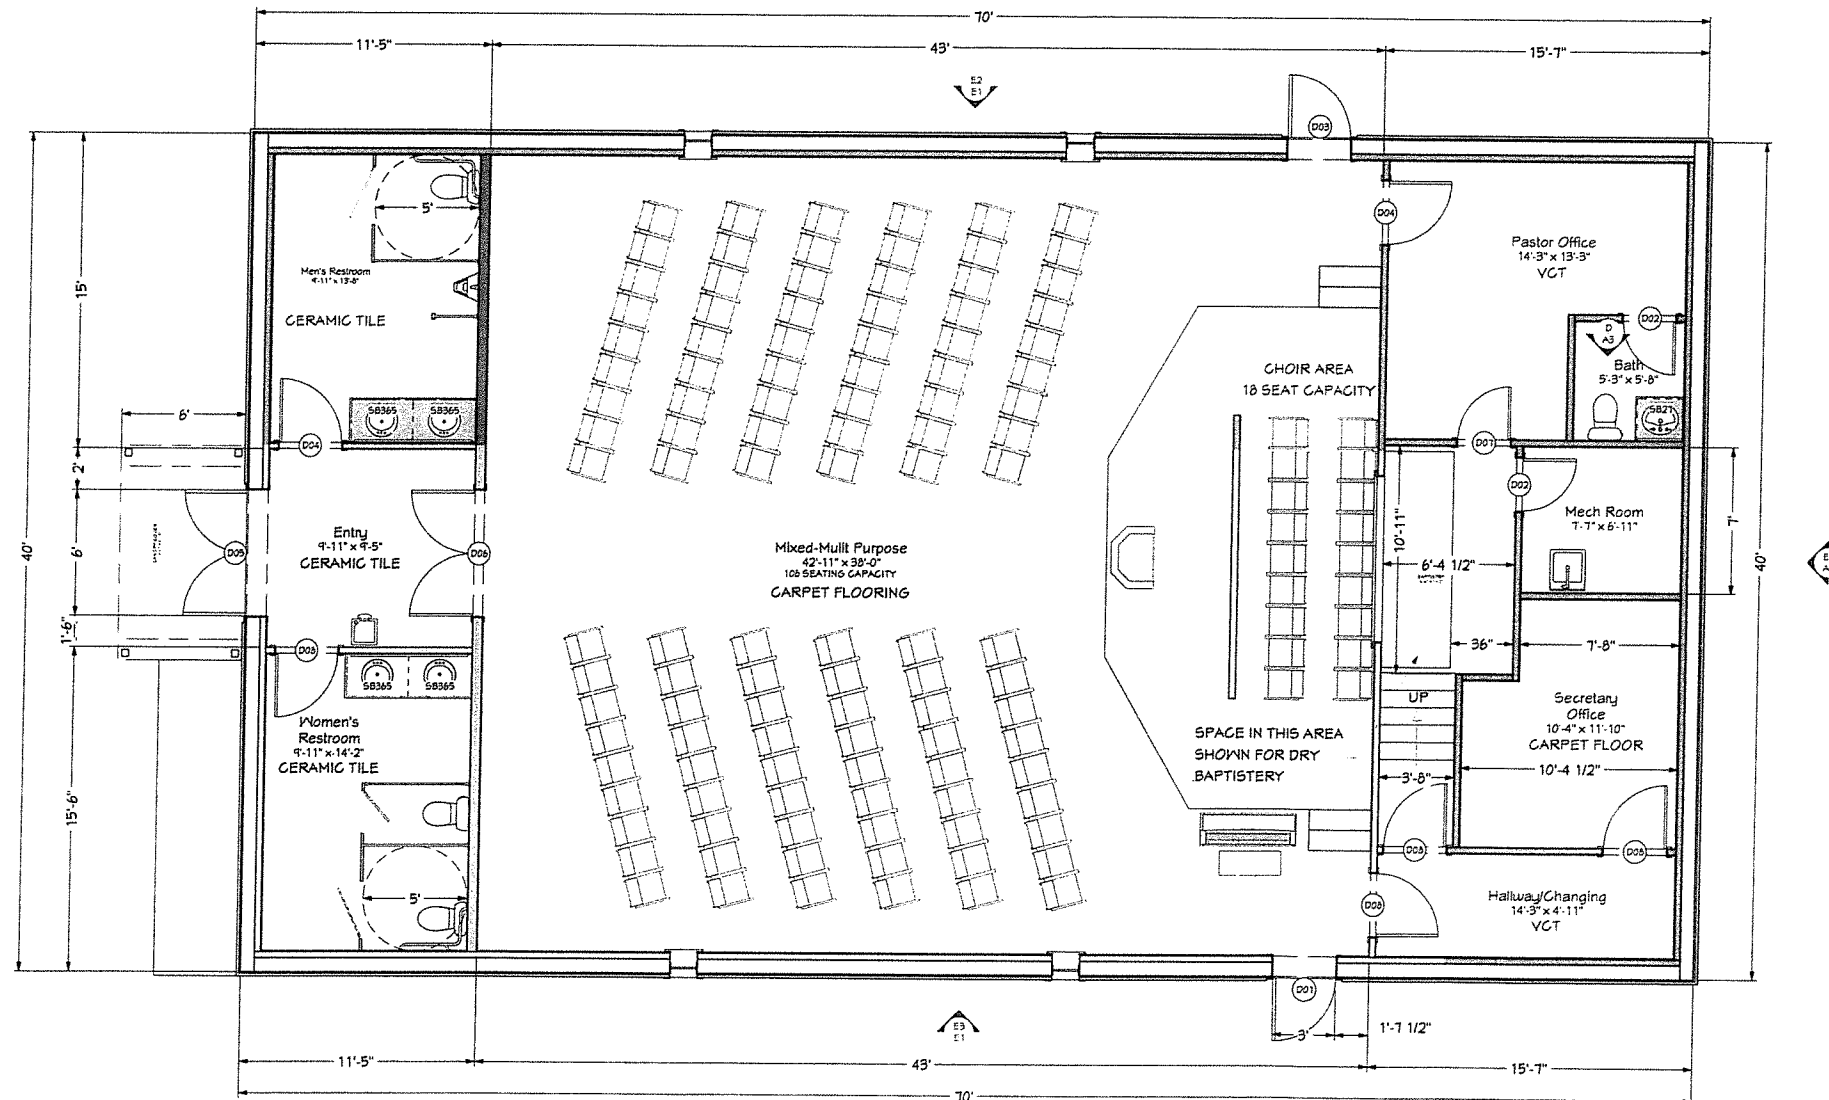 70'
11'-5"
43'
15'-7"
E2
E1
D03
40'
15'
5'
Men's Restroom
9'-11" x 13'-8"
CERAMIC TILE
SB365
SB365
D04
6'
2'
6'
1'-6"
15'-6"
D05
Entry
9'-11" x 9'-5"
CERAMIC TILE
D06
D03
SB365
SB365
Women's
Restroom
9'-11" x 14'-2"
CERAMIC TILE
5'
Mixed-Mulit Purpose
42'-11" x 38'-0"
108 SEATING CAPACITY
CARPET FLOORING
CHOIR AREA
18 SEAT CAPACITY
SPACE IN THIS AREA
SHOWN FOR DRY
BAPTISTERY
D04
Pastor Office
14'-3" x 13'-3"
VCT
D02
D
A3
Bath
5'-3" x 5'-8"
SB27
D07
D02
Mech Room
7'-7" x 6'-11"
7'
40'
10'-11"
6'-4 1/2"
36"
7'-8"
UP
Secretary
Office
10'-4" x 11'-10"
CARPET FLOOR
10'-4 1/2"
3'-8"
D03
D03
D03
Hallway/Changing
14'-3" x 4'-11"
VCT
D01
3'
1'-7 1/2"
E3
E1
11'-5"
43'
15'-7"
70'